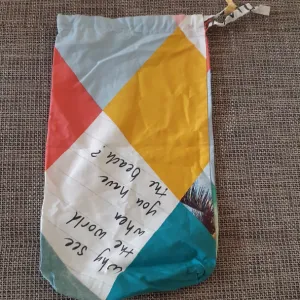 why see
the world
when
you have
the beach?